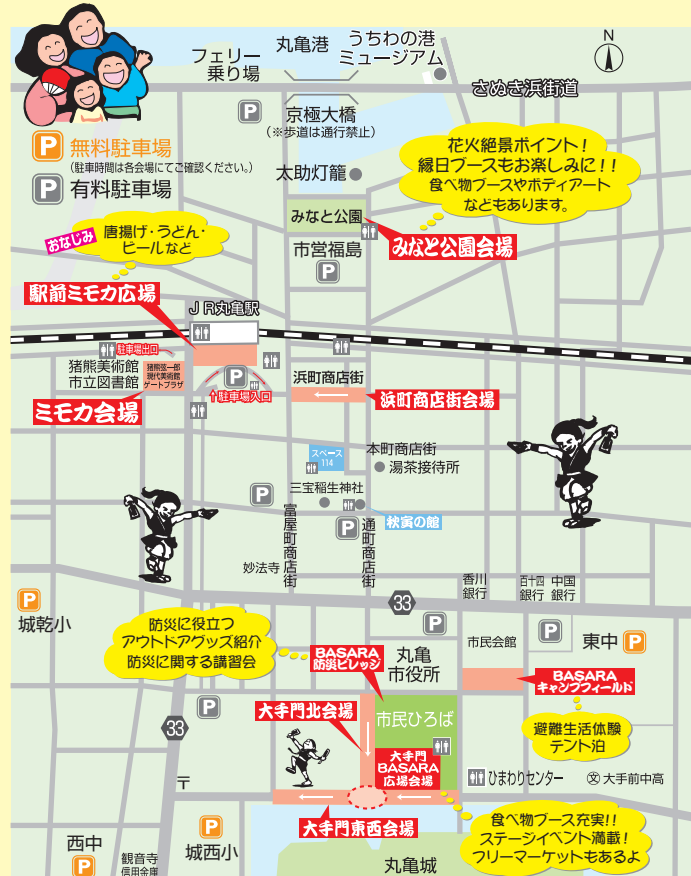 丸亀港
うちわの港
ミュージアム
フェリー
乗り場
N
さぬき浜街道
P
京極大橋
(※歩道は通行禁止)
P 無料駐車場
(駐車時間は各会場にてご確認ください。)
P 有料駐車場
太助灯籠
花火絶景ポイント!
縁日ブースもお楽しみに!!
食べ物ブースやボディアート
などもあります。
みなと公園
みなと公園会場
市営福島
P
おなじみ
唐揚げ・うどん・
ビールなど
駅前ミモカ広場
JR丸亀駅
駐車場出口
猪熊美術館
市立図書館
猪熊弦一郎
現代美術館
ゲートプラザ
P
駐車場入口
ミモカ会場
浜町商店街
浜町商店街会場
スペース
114
本町商店街
湯茶接待所
三宝稲生神社
P
P
秋寅の館
富屋町商店街
通町商店街
妙法寺
33
香川
銀行
百十四
銀行
中国
銀行
P
城乾小
P
P
市民会館
東中 P
防災に役立つ
アウトドアグッズ紹介
防災に関する講習会
BASARA
防災ビレッジ
丸亀
市役所
BASARA
キャンプフィールド
P
33
大手門北会場
市民ひろば
避難生活体験
テント泊
大手門
BASARA
広場会場
ひまわりセンター
文 大手前中高
〒
大手門東西会場
食べ物ブース充実!!
ステージイベント満載!
フリーマーケットもあるよ
P
城西小
西中
P
観音寺
信用金庫
丸亀城